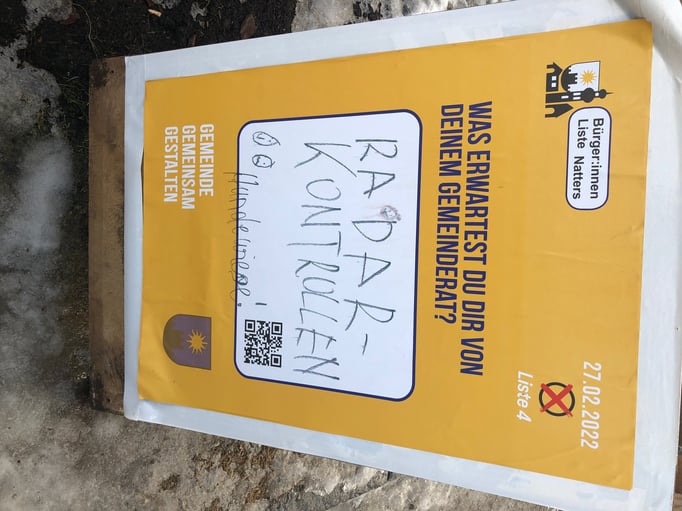 Bürger:innen
Liste Natters
27.02.2022
Liste 4
WAS ERWARTEST DU DIR VON
DEINEM GEMEINDERAT?
RADAR-
KONTROLLEN
Hundewiese!
GEMEINDE
GEMEINSAM
GESTALTEN